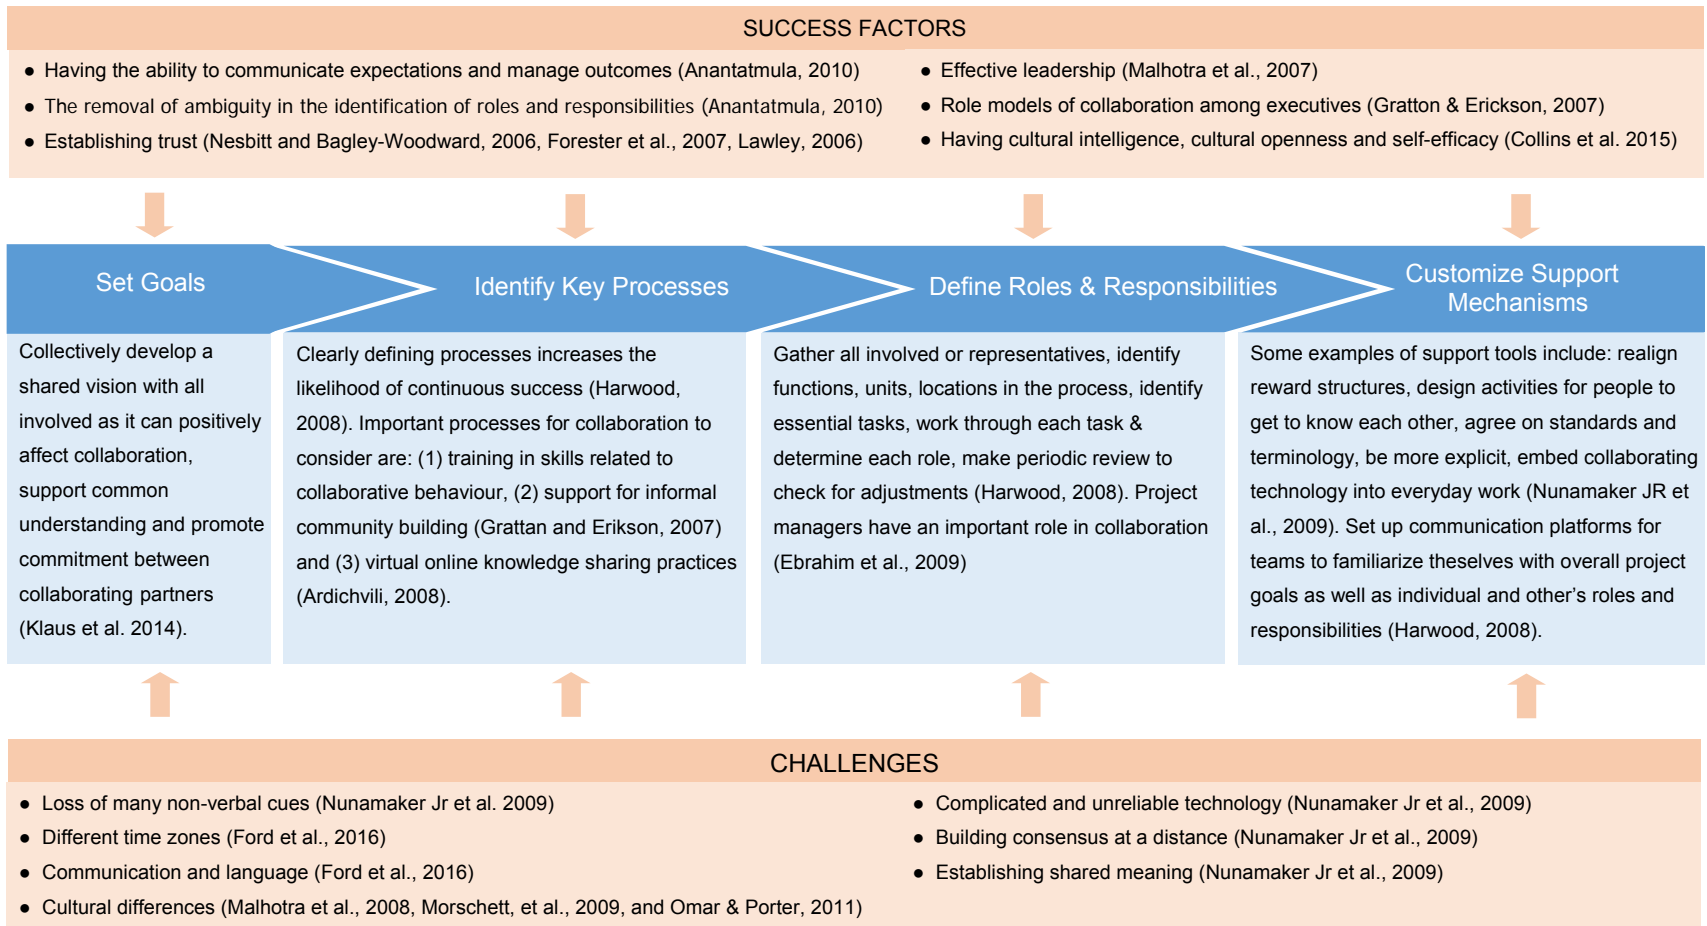 SUCCESS FACTORS
● Having the ability to communicate expectations and manage outcomes (Anantatmula, 2010)
● The removal of ambiguity in the identification of roles and responsibilities (Anantatmula, 2010)
● Establishing trust (Nesbitt and Bagley-Woodward, 2006, Forester et al., 2007, Lawley, 2006)
● Effective leadership (Malhotra et al., 2007)
● Role models of collaboration among executives (Gratton & Erickson, 2007)
● Having cultural intelligence, cultural openness and self-efficacy (Collins et al. 2015)
Set Goals
Collectively develop a
shared vision with all
involved as it can positively
affect collaboration,
support common
understanding and promote
commitment between
collaborating partners
(Klaus et al. 2014).
Identify Key Processes
Clearly defining processes increases the
likelihood of continuous success (Harwood,
2008). Important processes for collaboration to
consider are: (1) training in skills related to
collaborative behaviour, (2) support for informal
community building (Grattan and Erikson, 2007)
and (3) virtual online knowledge sharing practices
(Ardichvili, 2008).
Define Roles & Responsibilities
Gather all involved or representatives, identify
functions, units, locations in the process, identify
essential tasks, work through each task &
determine each role, make periodic review to
check for adjustments (Harwood, 2008). Project
managers have an important role in collaboration
(Ebrahim et al., 2009)
Customize Support
Mechanisms
Some examples of support tools include: realign
reward structures, design activities for people to
get to know each other, agree on standards and
terminology, be more explicit, embed collaborating
technology into everyday work (Nunamaker JR et
al., 2009). Set up communication platforms for
teams to familiarize theselves with overall project
goals as well as individual and other’s roles and
responsibilities (Harwood, 2008).
CHALLENGES
● Loss of many non-verbal cues (Nunamaker Jr et al. 2009)
● Different time zones (Ford et al., 2016)
● Communication and language (Ford et al., 2016)
● Cultural differences (Malhotra et al., 2008, Morschett, et al., 2009, and Omar & Porter, 2011)
● Complicated and unreliable technology (Nunamaker Jr et al., 2009)
● Building consensus at a distance (Nunamaker Jr et al., 2009)
● Establishing shared meaning (Nunamaker Jr et al., 2009)